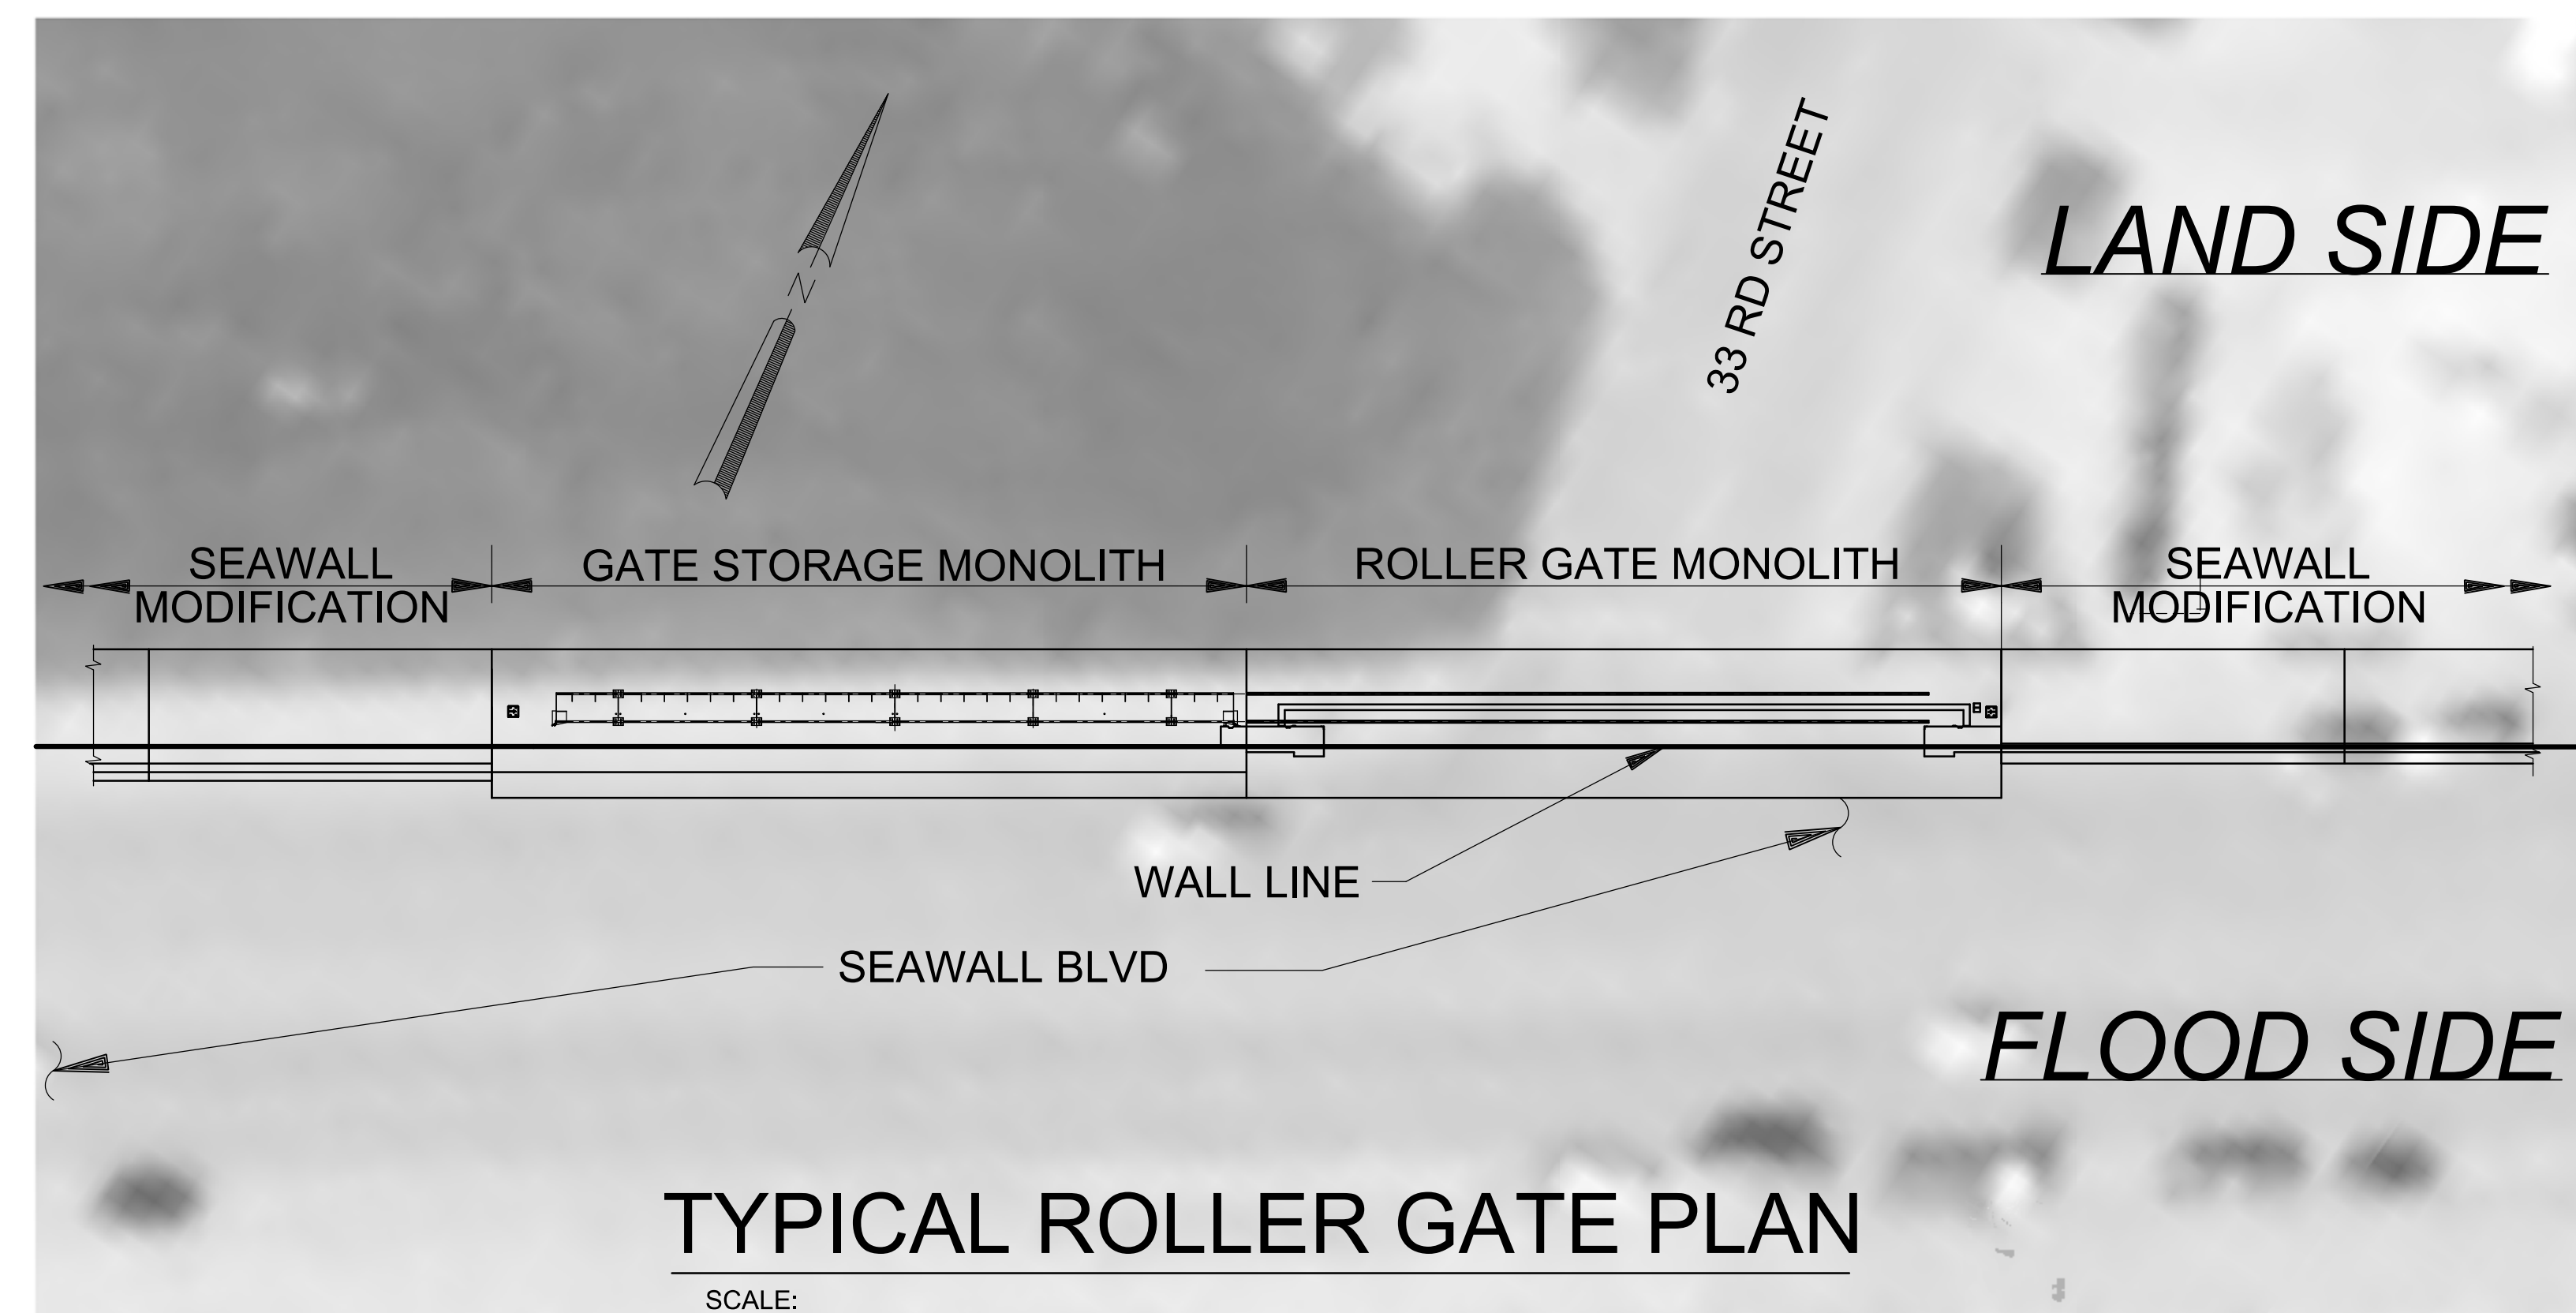 33 RD STREET
LAND SIDE
N
SEAWALL
MODIFICATION
GATE STORAGE MONOLITH
ROLLER GATE MONOLITH
SEAWALL
MODIFICATION
WALL LINE
SEAWALL BLVD
FLOOD SIDE
TYPICAL ROLLER GATE PLAN
SCALE: